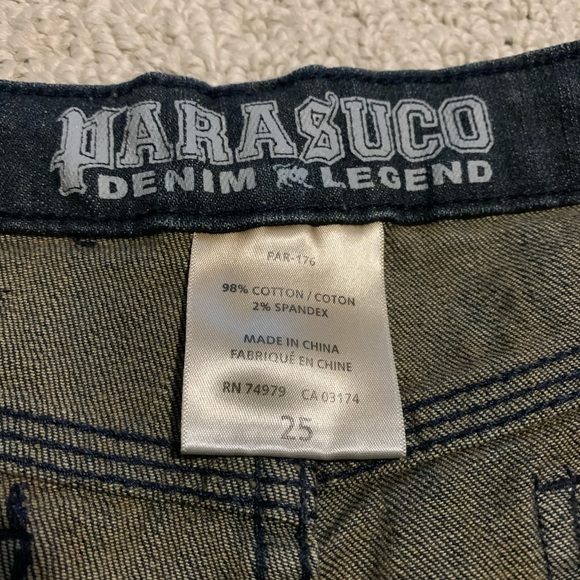 PARASUCO
DENIM LEGEND
PAR-176
98% COTTON / COTON
2% SPANDEX
MADE IN CHINA
FABRIQUÉ EN CHINE
RN 74979 CA 03174
25